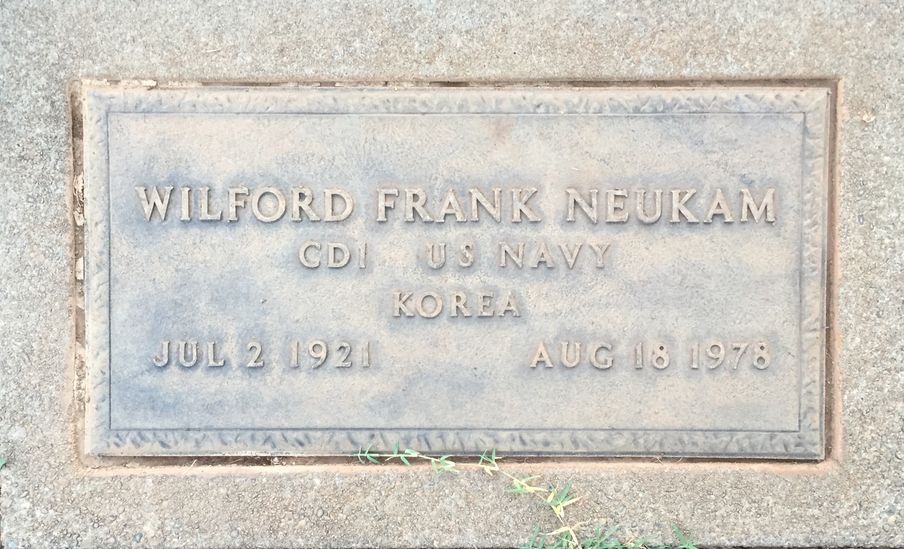 WILFORD FRANK NEUKAM
CD1 US NAVY
KOREA
JUL 2 1921 AUG 18 1978